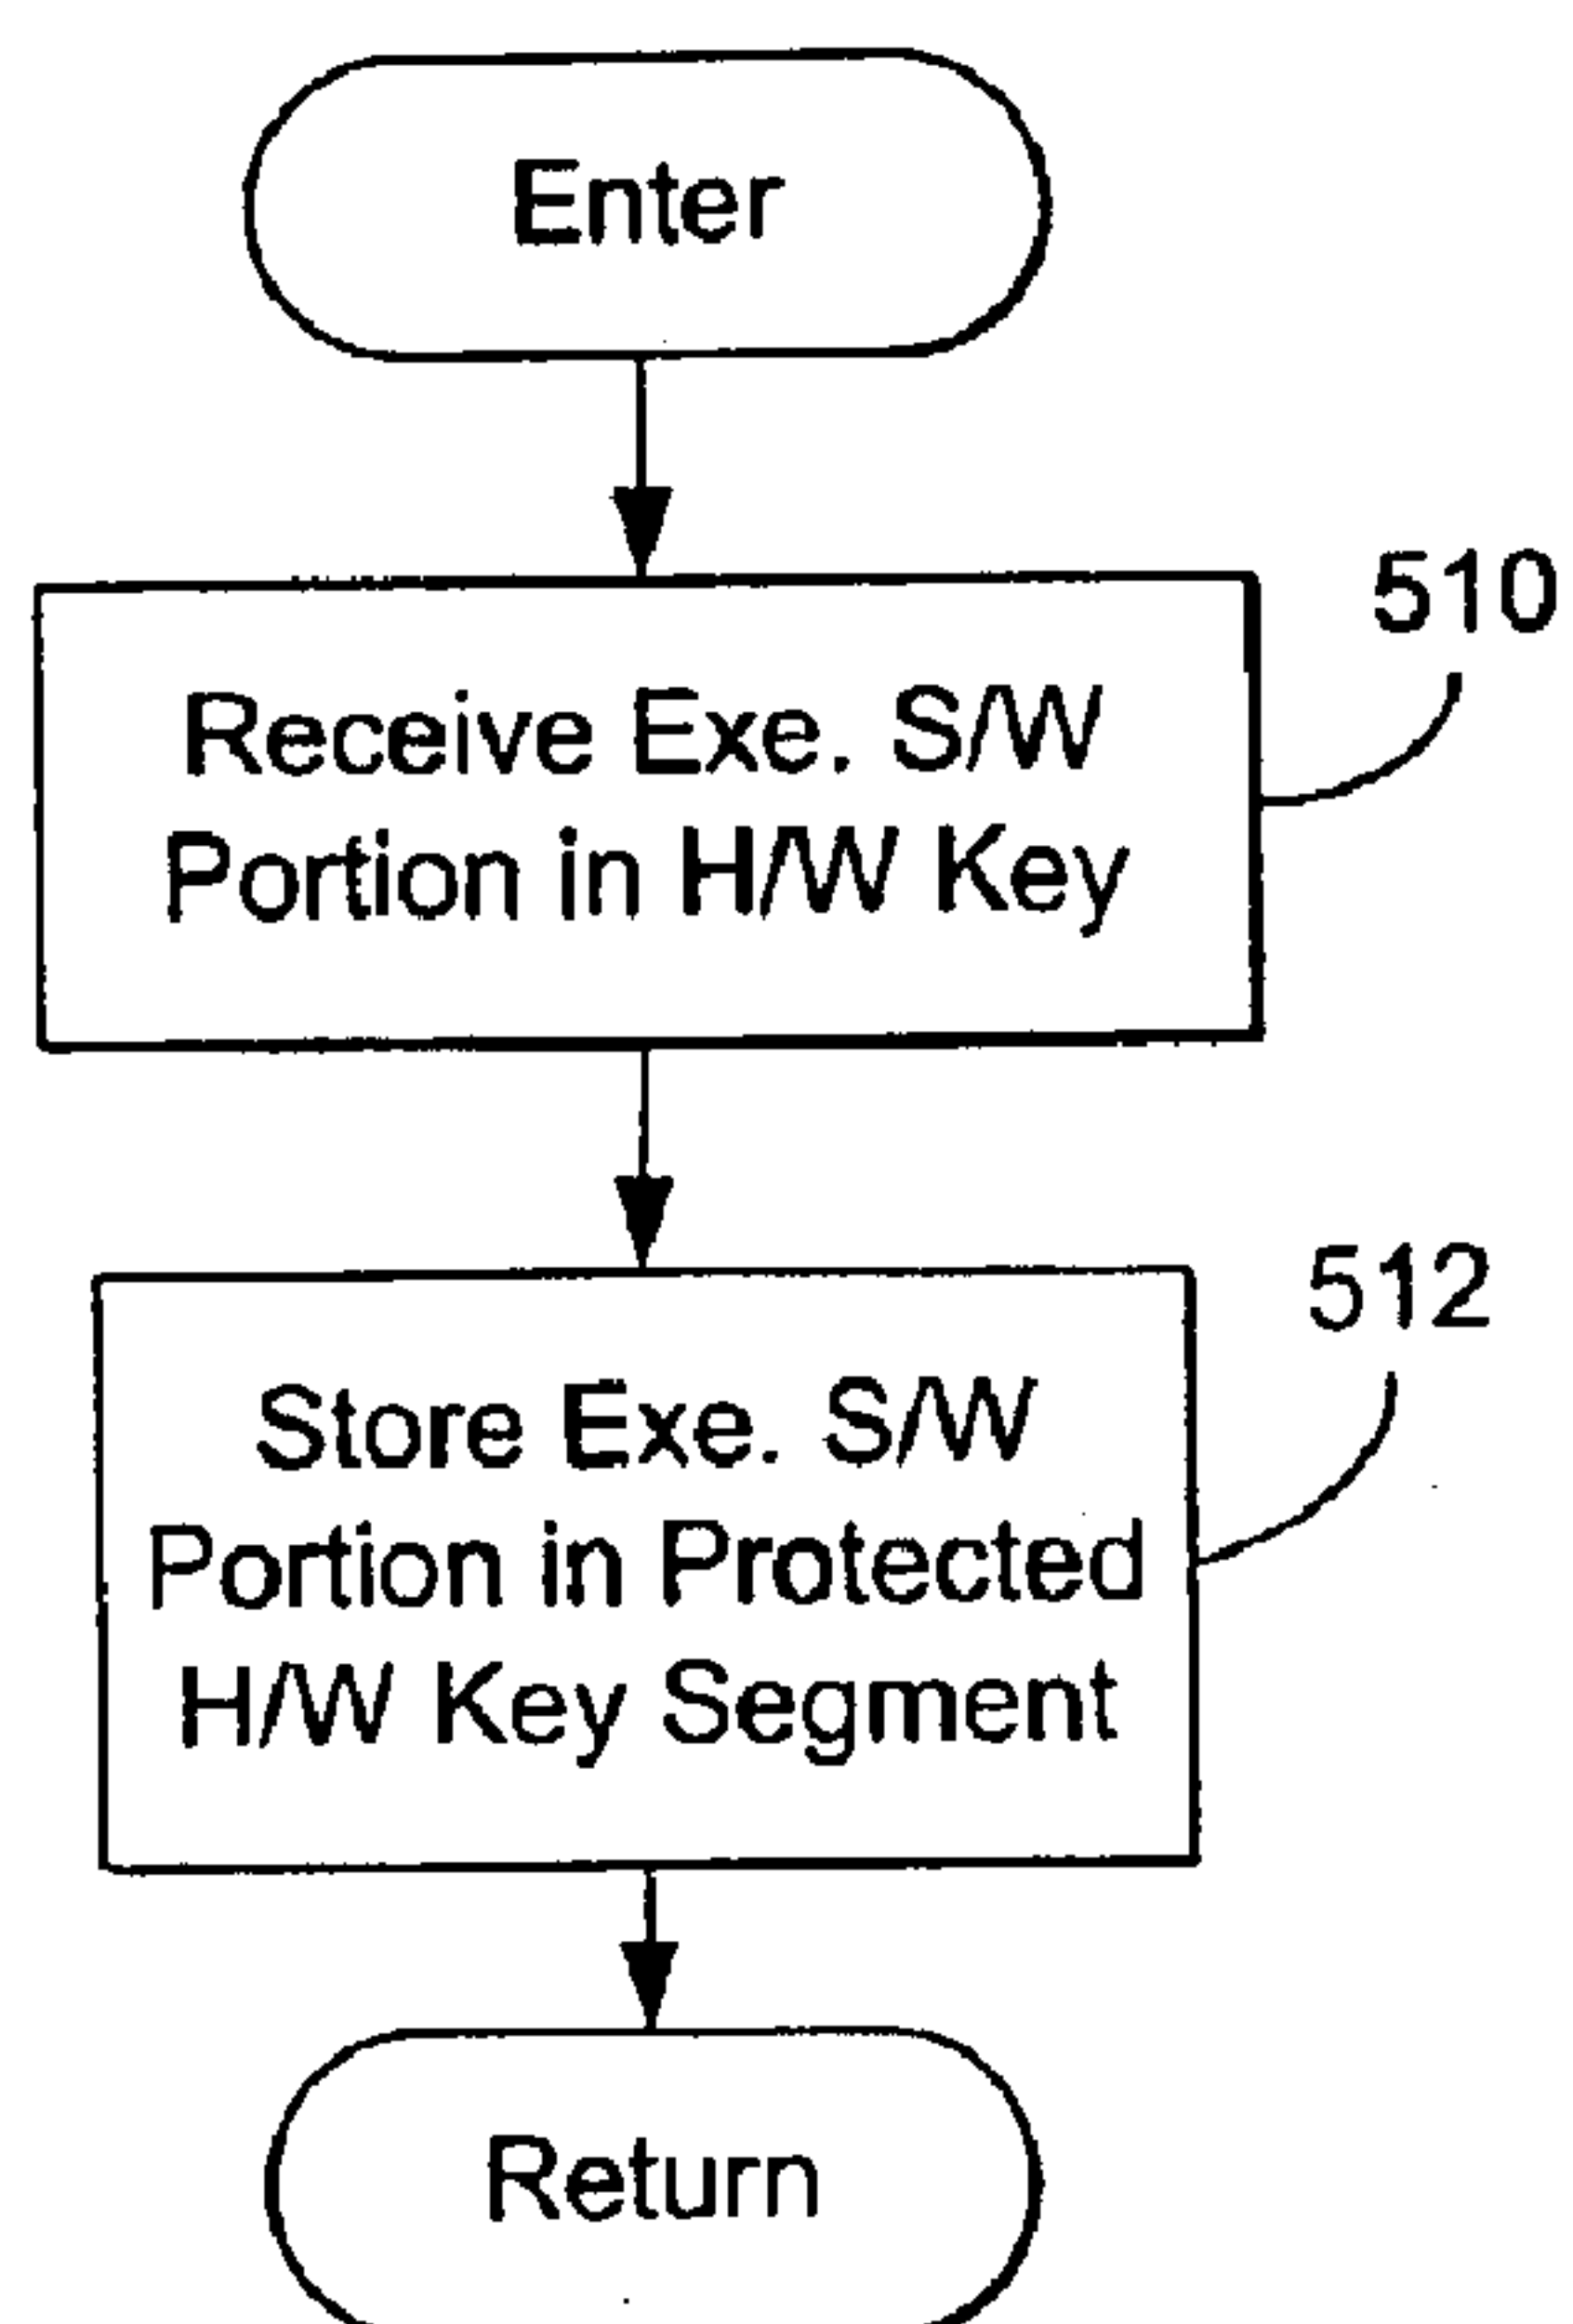 Enter
510
Receive Exe. S/W
Portion in H/W Key
512
Store Exe. S/W
Portion in Protected
H/W Key Segment
Return